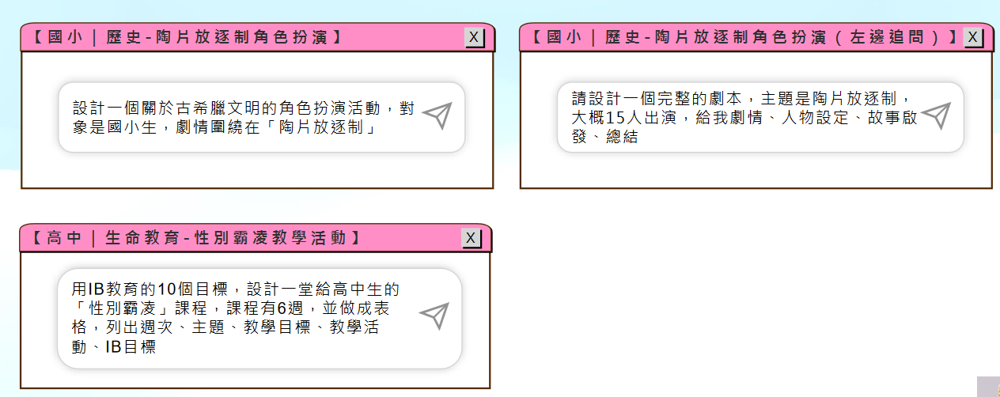 【國小|歷史-陶片放逐制角色扮演】
X
設計一個關於古希臘文明的角色扮演活動，對
象是國小生，劇情圍繞在「陶片放逐制」
【國小|歷史-陶片放逐制角色扮演(左邊追問)】
X
請設計一個完整的劇本，主題是陶片放逐制，
大概15人出演，給我劇情、人物設定、故事啟
發、總結
【高中|生命教育-性別霸凌教學活動】
X
用IB教育的10個目標，設計一堂給高中生的
「性別霸凌」課程，課程有6週，並做成表
格，列出週次、主題、教學目標、教學活
動、IB目標